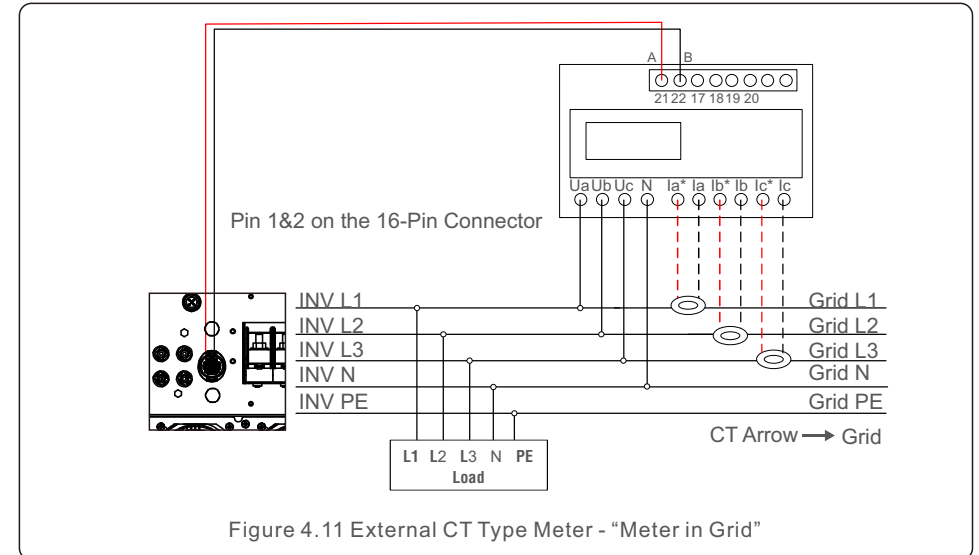 A B
21 22 17 18 19 20
Ua Ub Uc N Ia* Ia Ib* Ib Ic* Ic
Pin 1&2 on the 16-Pin Connector
INV L1 Grid L1
INV L2 Grid L2
INV L3 Grid L3
INV N Grid N
INV PE Grid PE
CT Arrow → Grid
L1 L2 L3 N PE
Load
Figure 4.11 External CT Type Meter - “Meter in Grid”